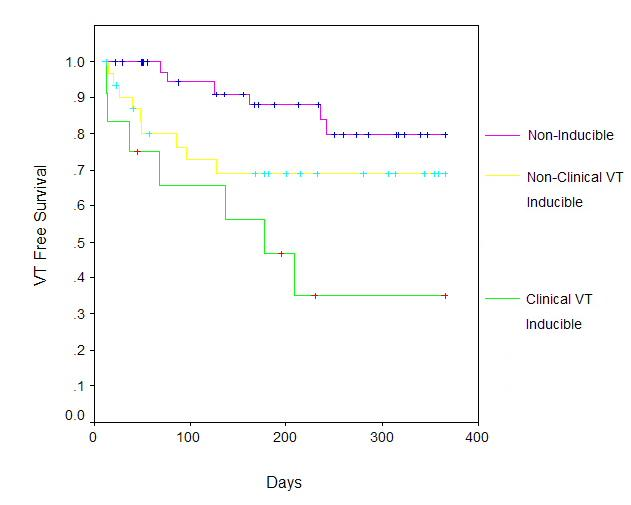 1.0
.9
.8
.7
.6
.5
.4
.3
.2
.1
0.0
VT Free Survival
0 100 200 300 400
Days
Non-Inducible
Non-Clinical VT
Inducible
Clinical VT
Inducible